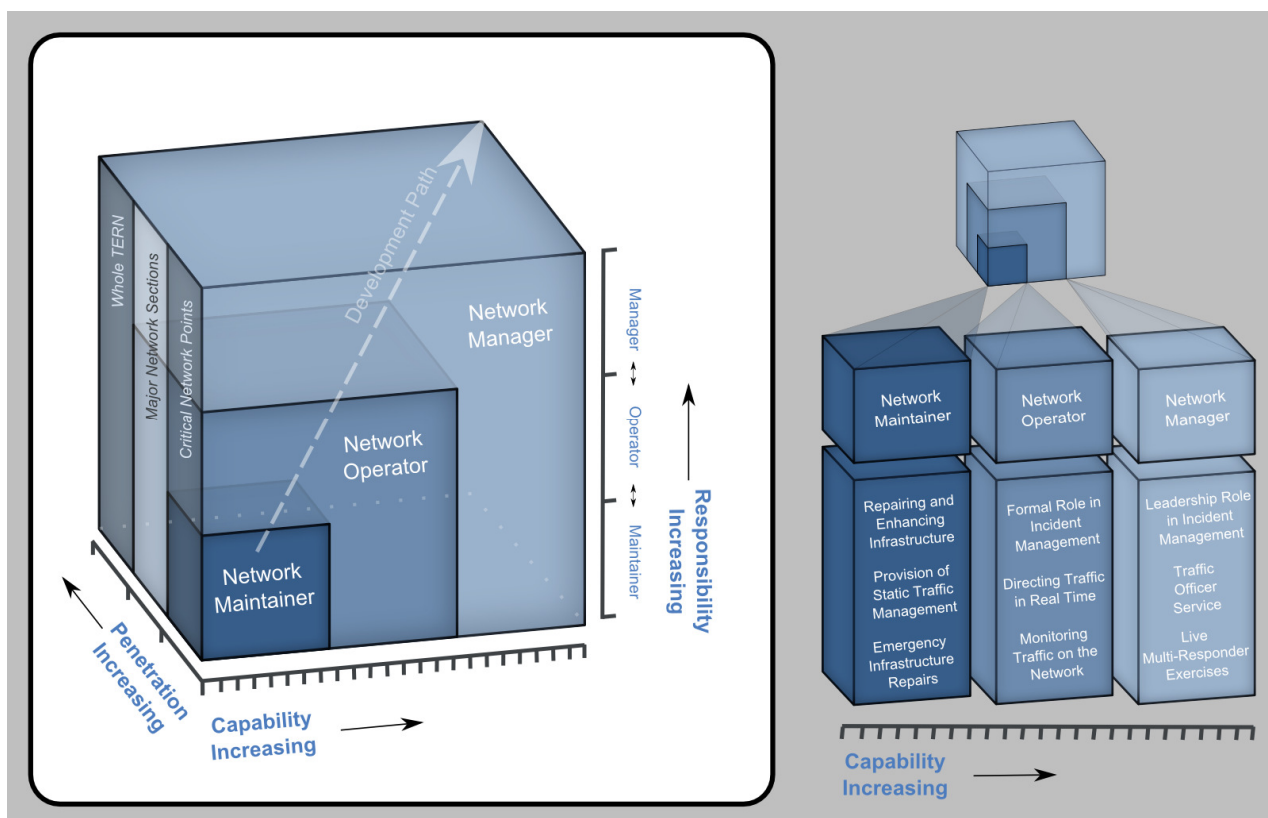 Whole TERN
Major Network Sections
Critical Network Points
Development Path
Network
Manager
Network
Operator
Network
Maintainer
Manager
Operator
Maintainer
Responsibility
Increasing
Penetration
Increasing
Capability
Increasing
Network
Maintainer
Network
Operator
Network
Manager
Repairing and
Enhancing
Infrastructure
Provision of
Static Traffic
Management
Emergency
Infrastructure
Repairs
Formal Role in
Incident
Management
Directing Traffic
in Real Time
Monitoring
Traffic on the
Network
Leadership Role
in Incident
Management
Traffic
Officer
Service
Live
Multi-Responder
Exercises
Capability
Increasing